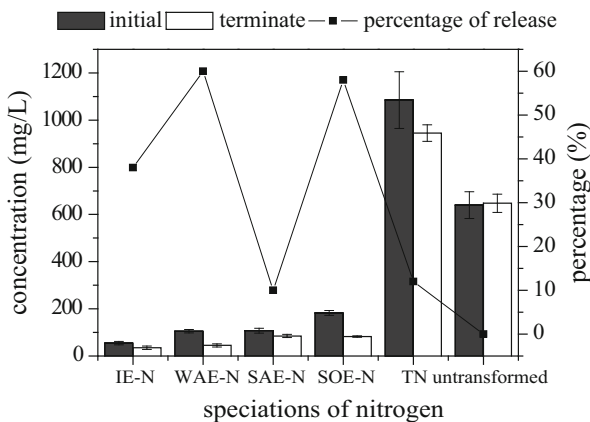 initial terminate percentage of release
concentration (mg/L)
1200
1000
800
600
400
200
0
60
50
40
30
20
10
0
percentage (%)
IE-N WAE-N SAE-N SOE-N TN untransformed
speciations of nitrogen